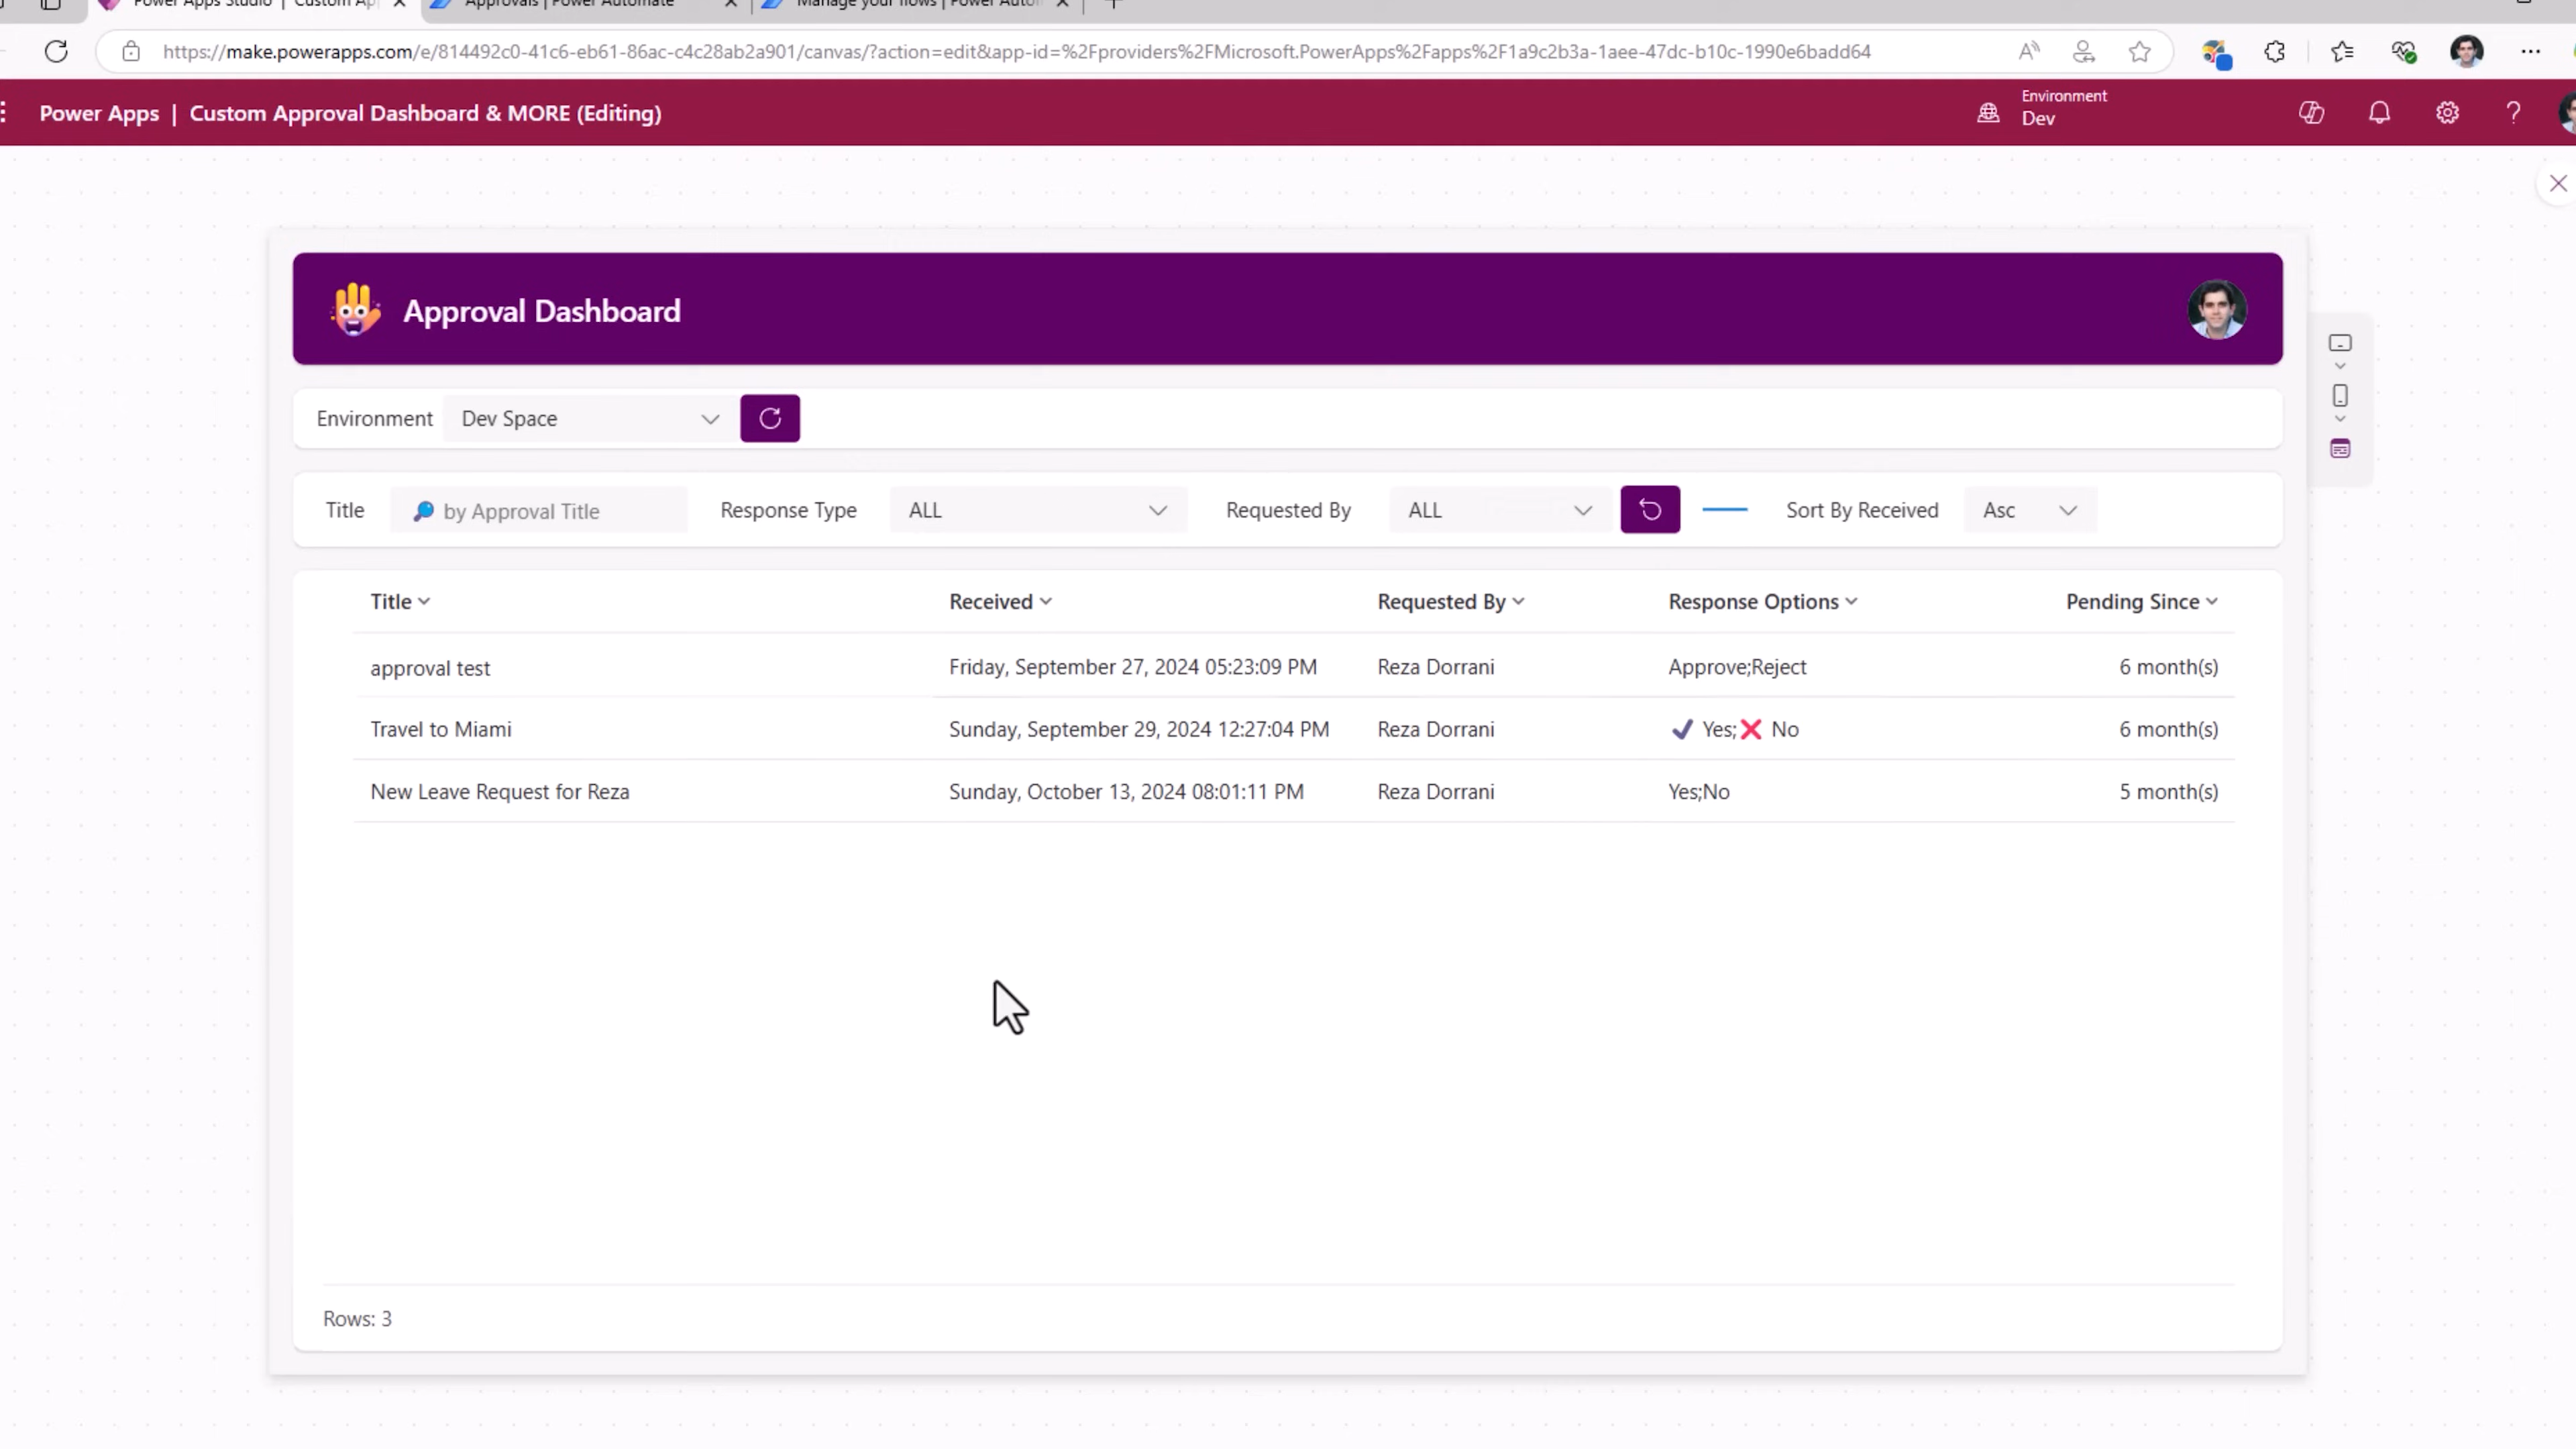 Power Apps Studio | Custom Ap
Approvals | Power Automate
Manage your flows | Power Autom
https://make.powerapps.com/e/814492c0-41c6-eb61-86ac-c4c28ab2a901/canvas/?action=edit&app-id=%2Fproviders%2FMicrosoft.PowerApps%2Fapps%2F1a9c2b3a-1aee-47dc-b10c-1990e6badd64
Power Apps | Custom Approval Dashboard & MORE (Editing)
Environment
Dev
Approval Dashboard
Environment Dev Space
Title by Approval Title Response Type ALL Requested By ALL Sort By Received Asc
Title Received Requested By Response Options Pending Since
approval test Friday, September 27, 2024 05:23:09 PM Reza Dorrani Approve;Reject 6 month(s)
Travel to Miami Sunday, September 29, 2024 12:27:04 PM Reza Dorrani ✔ Yes;❌ No 6 month(s)
New Leave Request for Reza Sunday, October 13, 2024 08:01:11 PM Reza Dorrani Yes;No 5 month(s)
Rows: 3